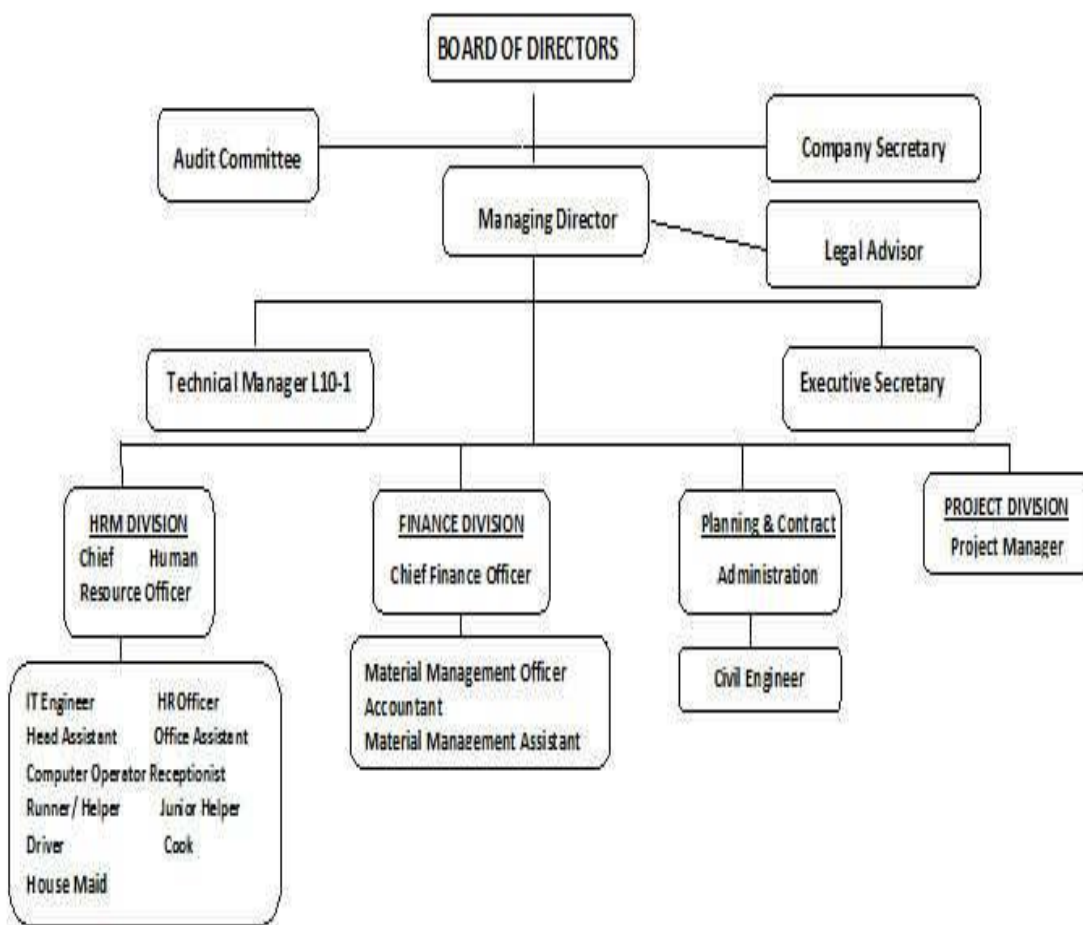 BOARD OF DIRECTORS
Audit Committee
Company Secretary
Managing Director
Legal Advisor
Technical Manager L10-1
Executive Secretary
HRM DIVISION
Chief Human
Resource Officer
FINANCE DIVISION
Chief Finance Officer
Planning & Contract
Administration
PROJECT DIVISION
Project Manager
IT Engineer HR Officer
Head Assistant Office Assistant
Computer Operator Receptionist
Runner/ Helper Junior Helper
Driver Cook
House Maid
Material Management Officer
Accountant
Material Management Assistant
Civil Engineer